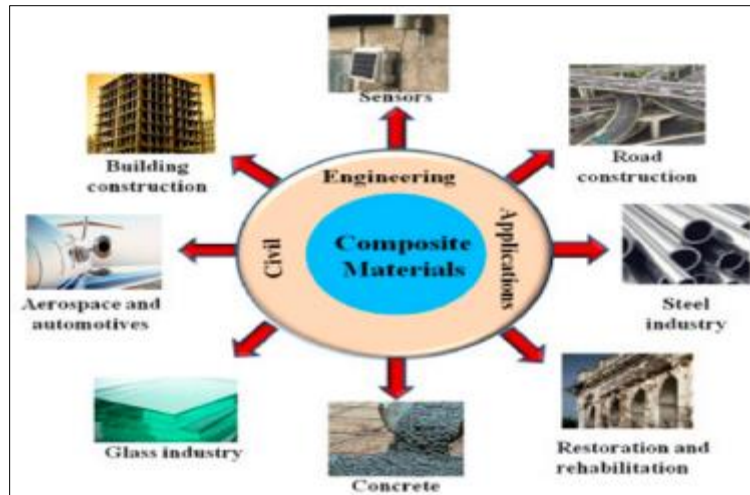 Sensors
Building
construction
Road
construction
Engineering
Civil
Applications
Composite
Materials
Aerospace and
automotives
Steel
industry
Glass industry
Concrete
Restoration and
rehabilitation